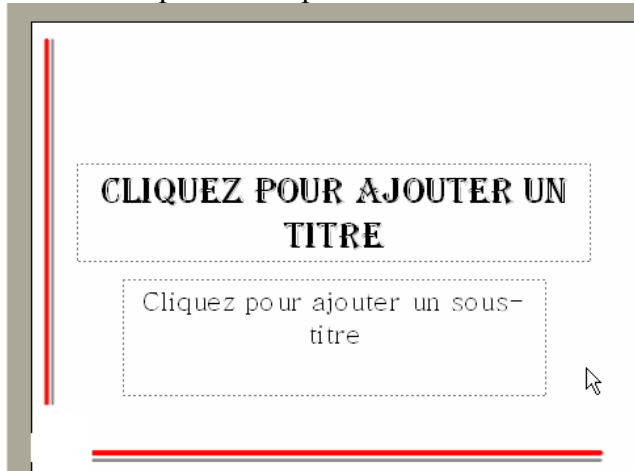 CLIQUEZ POUR AJOUTER UN
TITRE
Cliquez pour ajouter un sous-
titre